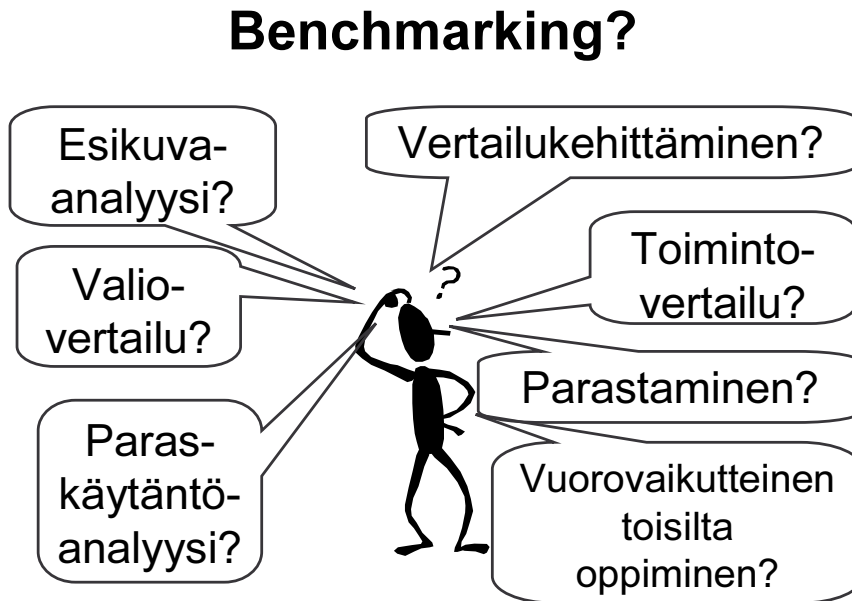 Benchmarking?
Esikuva-
analyysi?
Vertailukehittäminen?
Valio-
vertailu?
?
Toiminto-
vertailu?
Parastaminen?
Paras-
käytäntö-
analyysi?
Vuorovaikutteinen
toisilta
oppiminen?